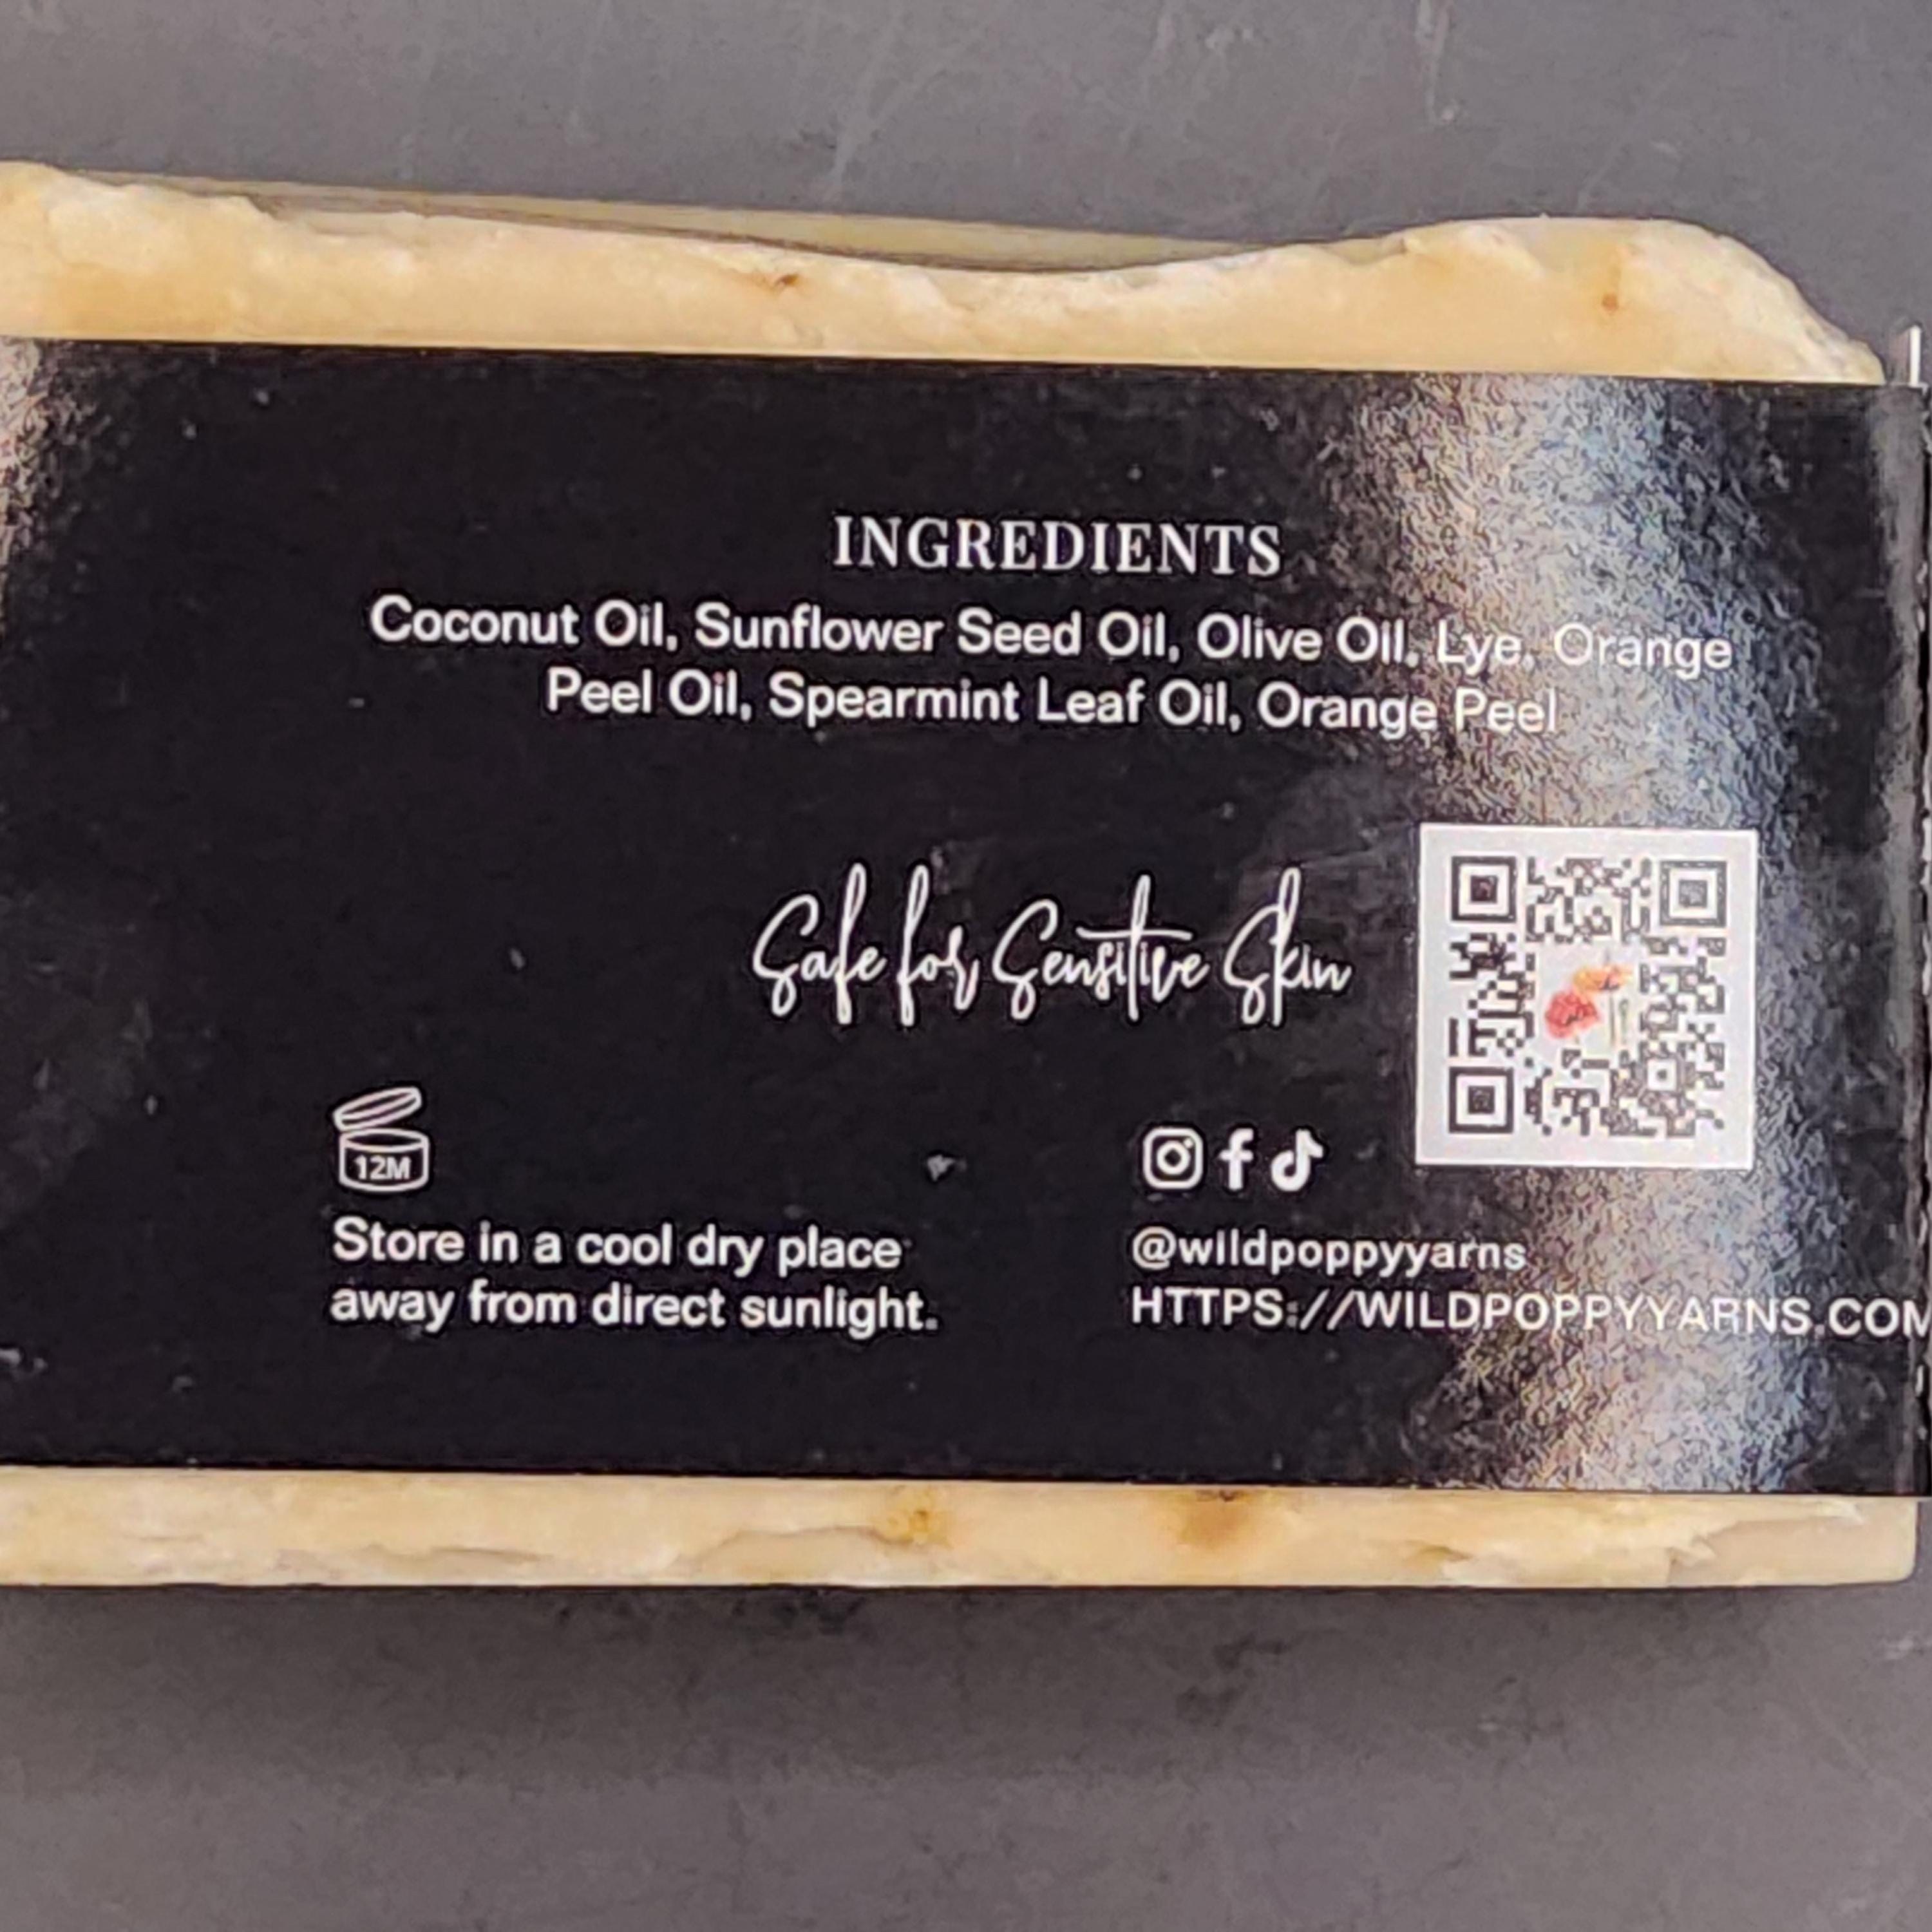 INGREDIENTS
Coconut Oil, Sunflower Seed Oil, Olive Oil, Lye, Orange
Peel Oil, Spearmint Leaf Oil, Orange Peel
Safe for Sensitive Skin
12M
Store in a cool dry place
away from direct sunlight.
@wildpoppyyarns
HTTPS://WILDPOPPYYARNS.COM